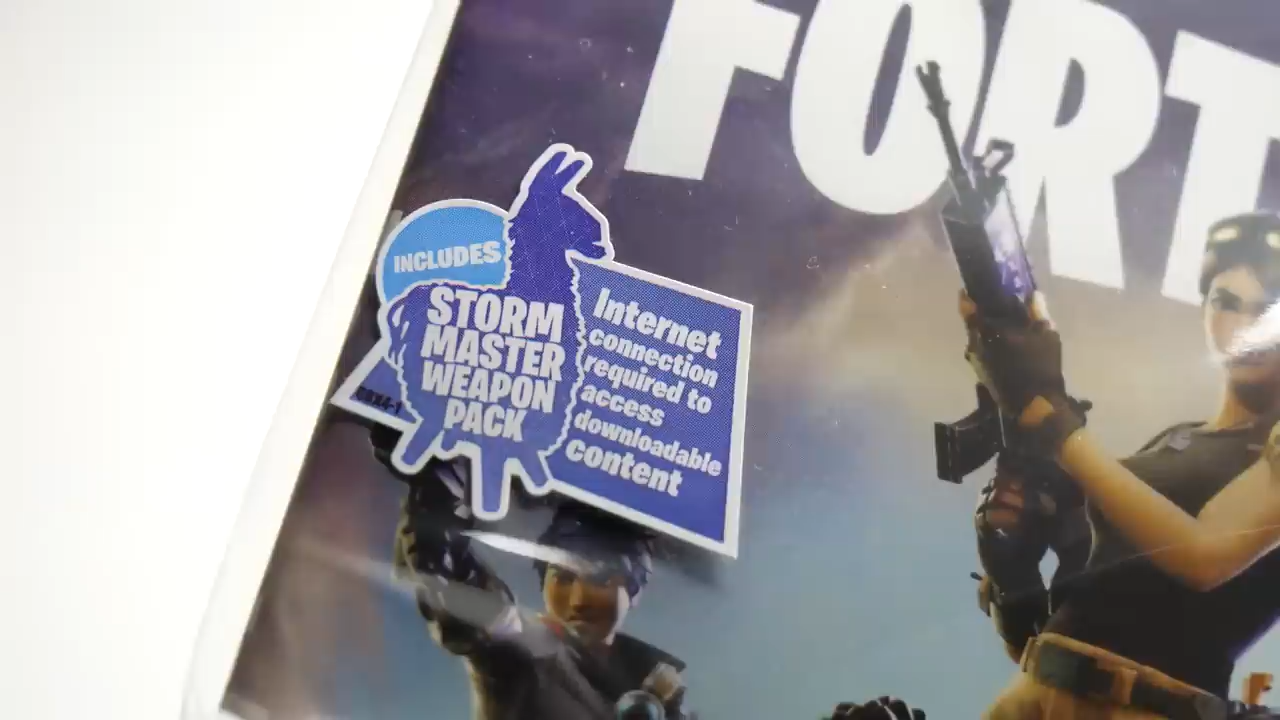 FORT
INCLUDES
STORM
MASTER
WEAPON
PACK
Internet
connection
required to
access
downloadable
content